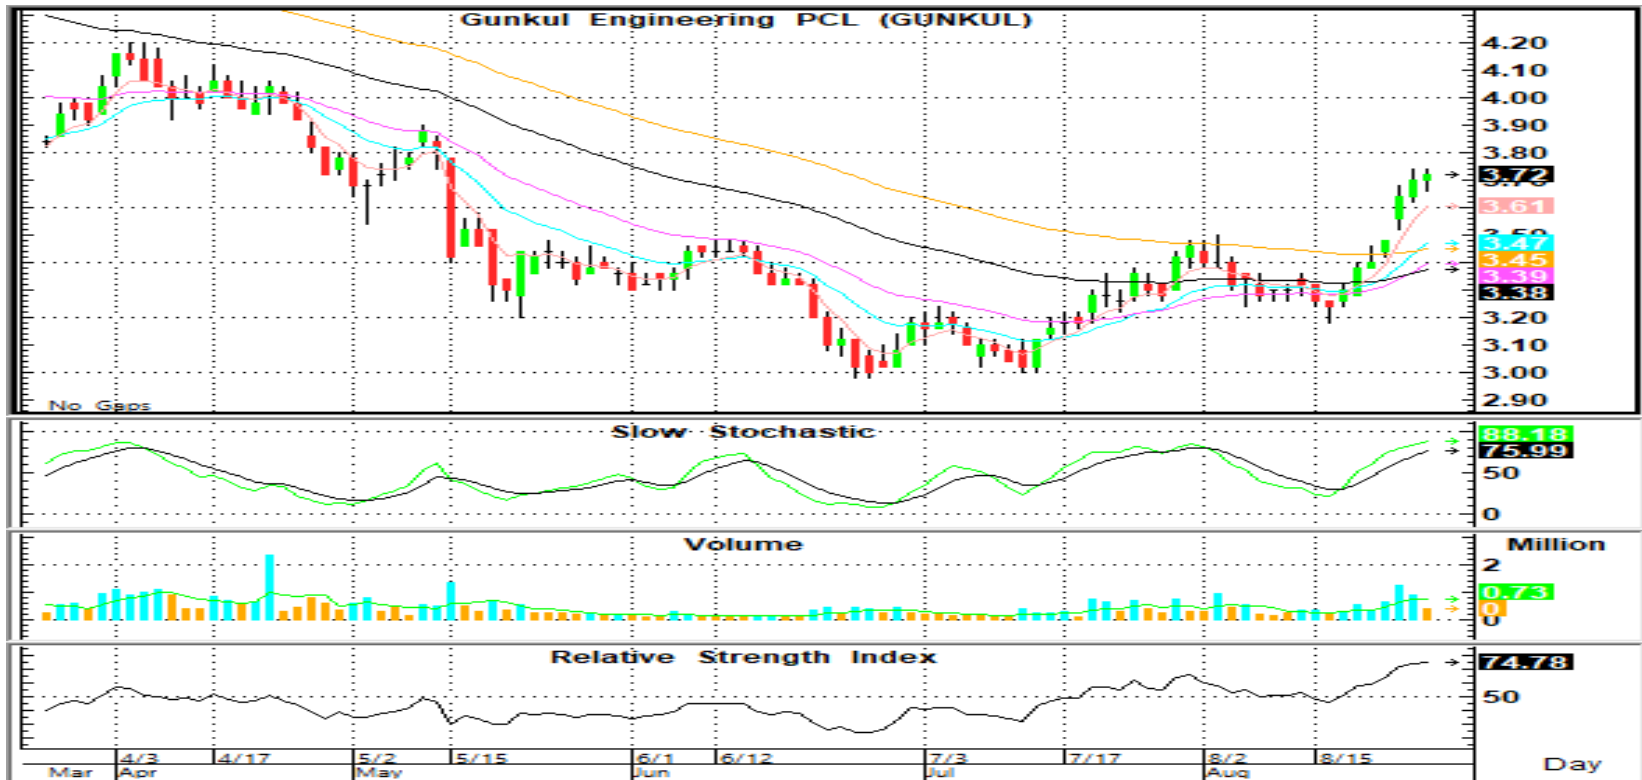 Gunkul Engineering PCL (GUNKUL)
4.20
4.10
4.00
3.90
3.80
3.72
3.61
3.47
3.45
3.39
3.38
3.20
3.10
3.00
2.90
No Gaps
Slow Stochastic
88.18
75.99
50
0
Volume
Million
2
0.73
0
0
Relative Strength Index
74.78
50
4/3 4/17 5/2 5/15 6/1 6/12 7/3 7/17 8/2 8/15
Mar Apr May Jun Jul Aug
Day